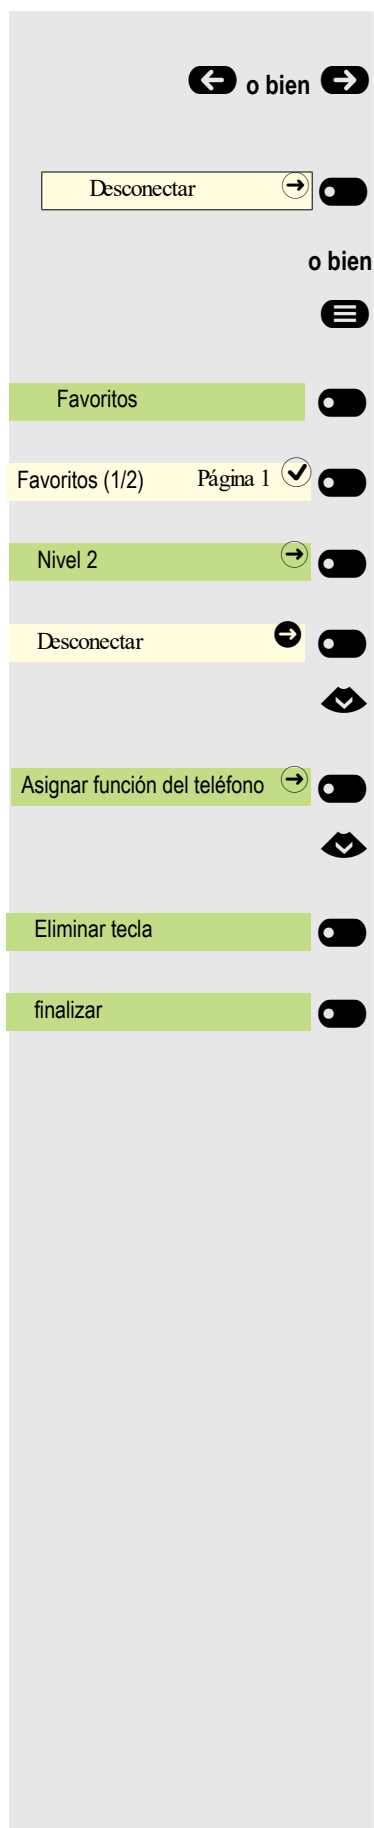 o bien
Desconectar
o bien
Favoritos
Favoritos (1/2) Página 1
Nivel 2
Desconectar
Asignar función del teléfono
Eliminar tecla
finalizar